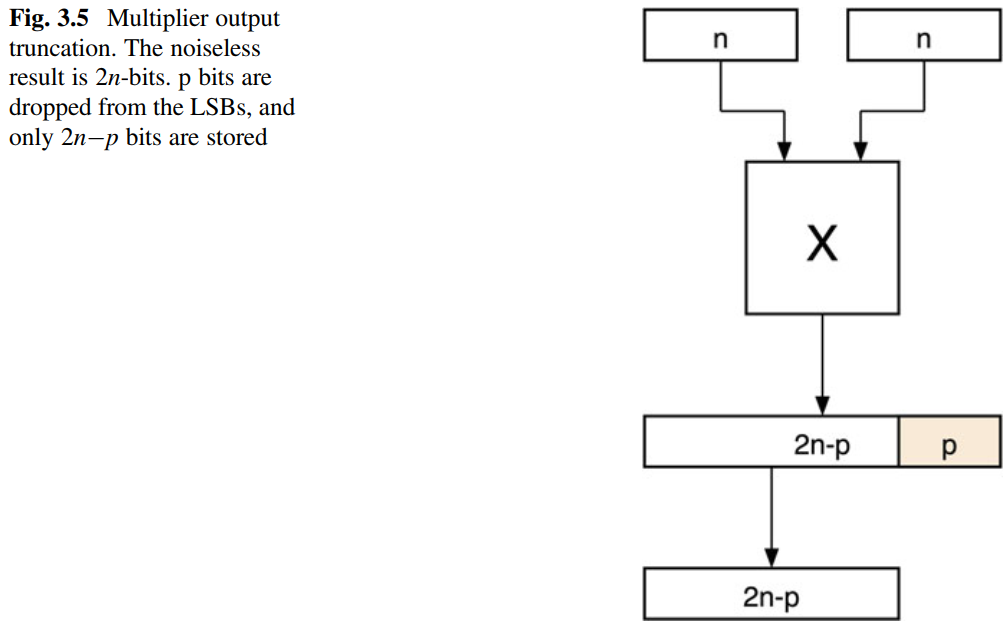 Fig. 3.5 Multiplier output
truncation. The noiseless
result is 2n-bits. p bits are
dropped from the LSBs, and
only 2n−p bits are stored
n
n
X
2n-p
p
2n-p